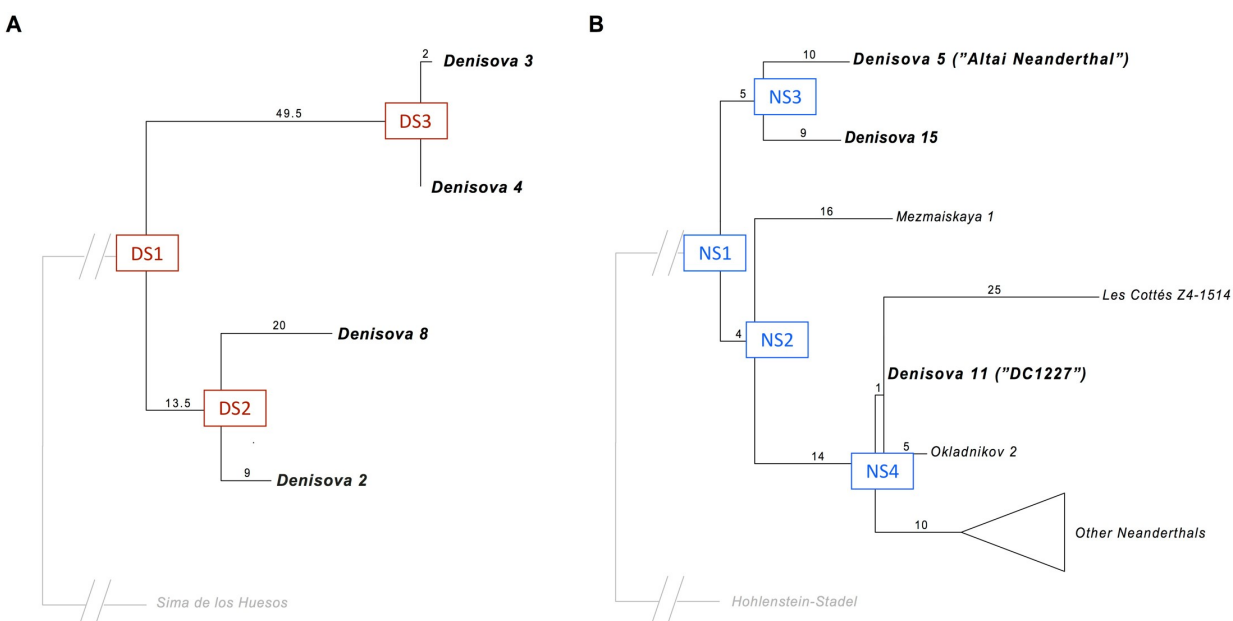 A
B
2
Denisova 3
49.5
DS3
Denisova 4
DS1
20
Denisova 8
13.5
DS2
9
Denisova 2
Sima de los Huesos
10
Denisova 5 ("Altai Neanderthal")
5
NS3
9
Denisova 15
16
Mezmaiskaya 1
NS1
25
Les Cottés Z4-1514
4
NS2
Denisova 11 ("DC1227")
1
5
Okladnikov 2
14
NS4
10
Other Neanderthals
Hohlenstein-Stadel